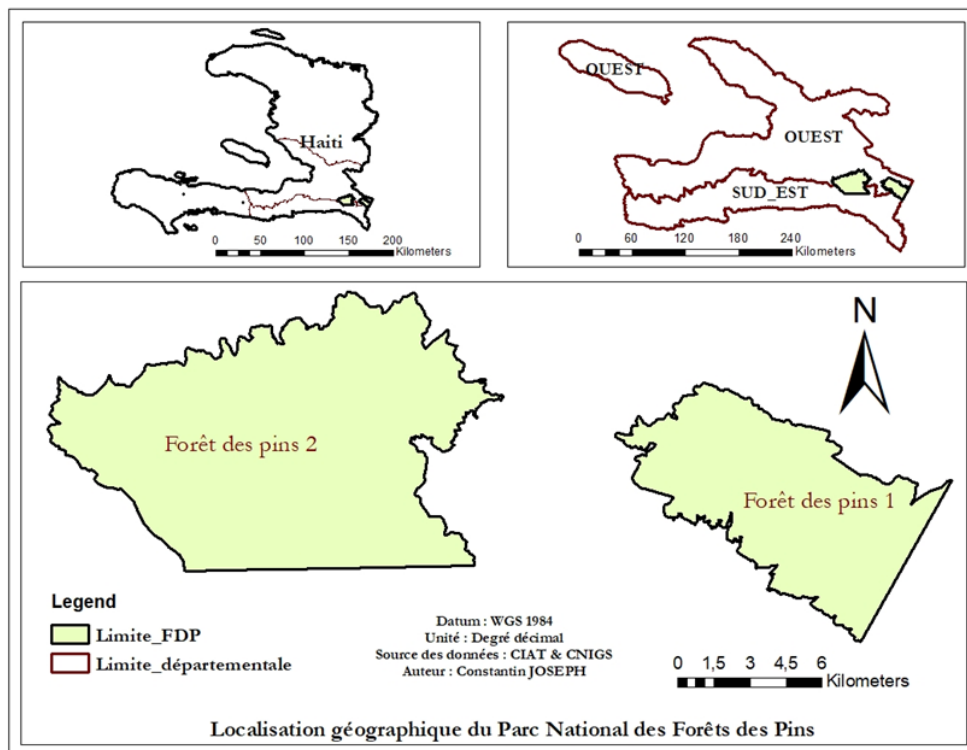 Haiti
0 50 100 150 200
Kilometers
OUEST
OUEST
SUD_EST
0 60 120 180 240
Kilometers
N
Forêt des pins 2
Forêt des pins 1
Legend
Limite_FDP
Limite_départementale
Datum : WGS 1984
Unité : Degré décimal
Source des données : CIAT & CNIGS
Auteur : Constantin JOSEPH
0 1,5 3 4,5 6
Kilometers
Localisation géographique du Parc National des Forêts des Pins